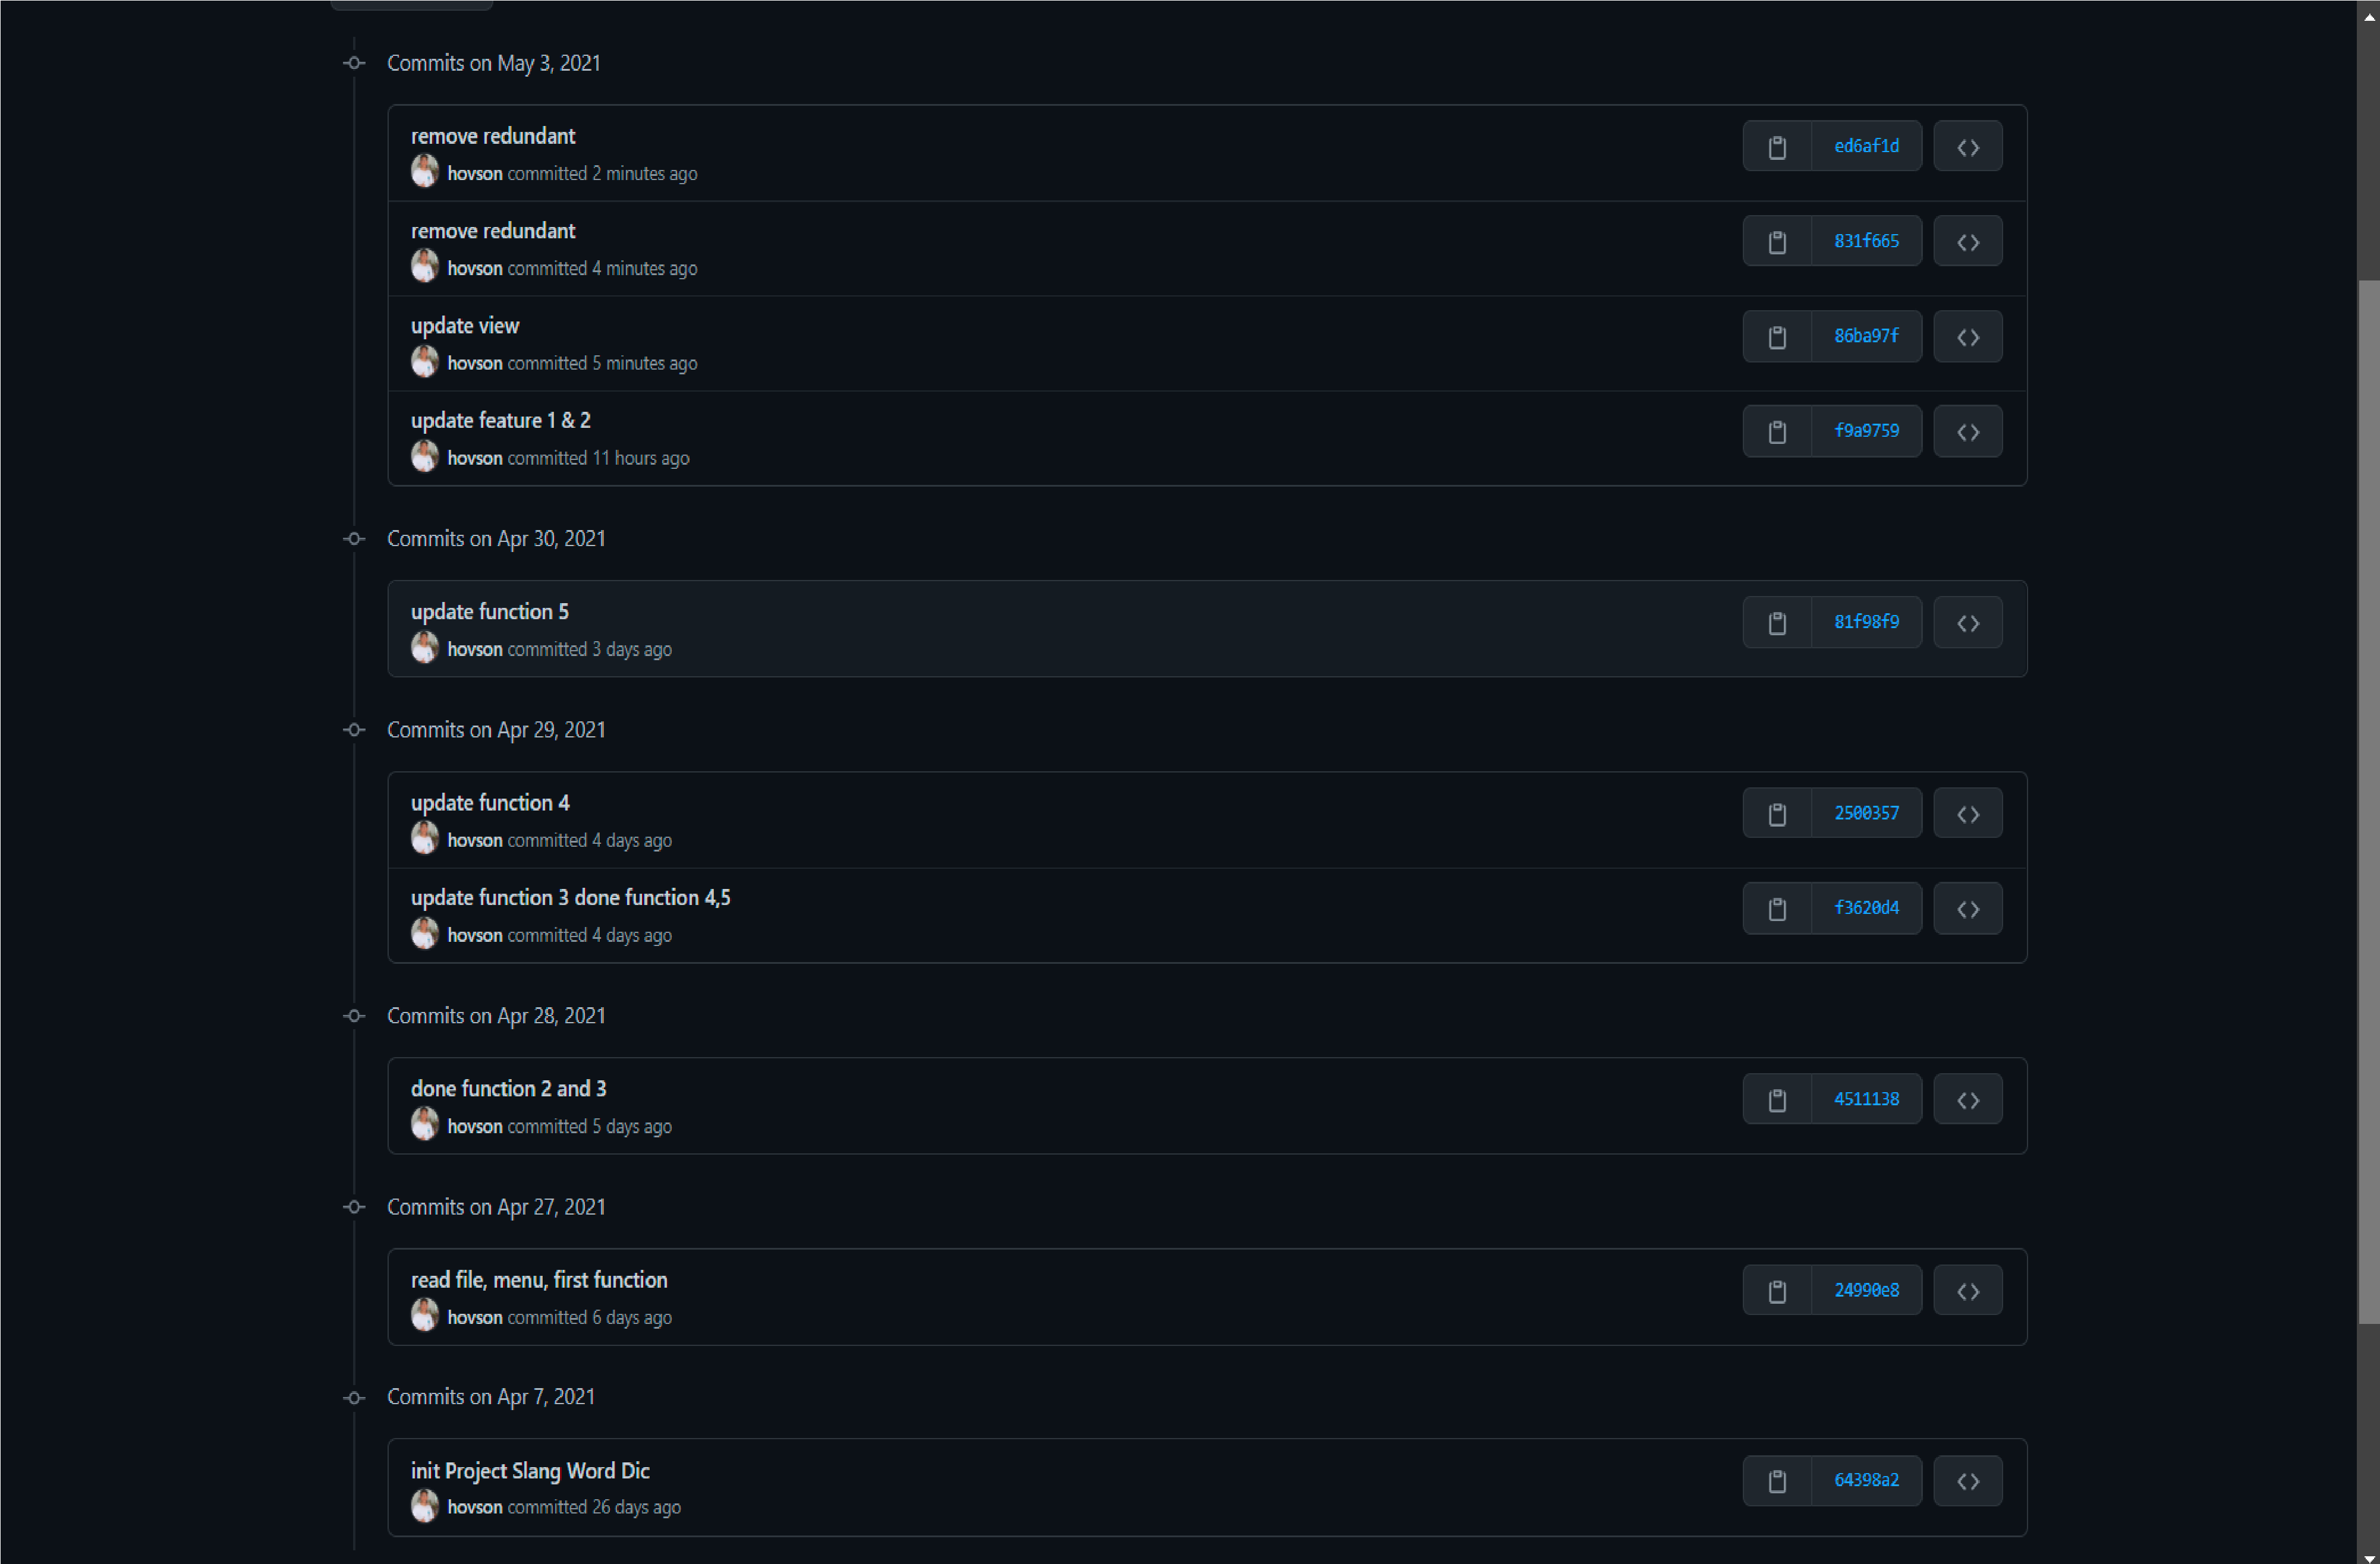 Commits on May 3, 2021
remove redundant
ed6af1d
hovson committed 2 minutes ago
remove redundant
831f665
hovson committed 4 minutes ago
update view
86ba97f
hovson committed 5 minutes ago
update feature 1 & 2
f9a9759
hovson committed 11 hours ago
Commits on Apr 30, 2021
update function 5
81f98f9
hovson committed 3 days ago
Commits on Apr 29, 2021
update function 4
2500357
hovson committed 4 days ago
update function 3 done function 4,5
f3620d4
hovson committed 4 days ago
Commits on Apr 28, 2021
done function 2 and 3
4511138
hovson committed 5 days ago
Commits on Apr 27, 2021
read file, menu, first function
24990e8
hovson committed 6 days ago
Commits on Apr 7, 2021
init Project Slang Word Dic
64398a2
hovson committed 26 days ago